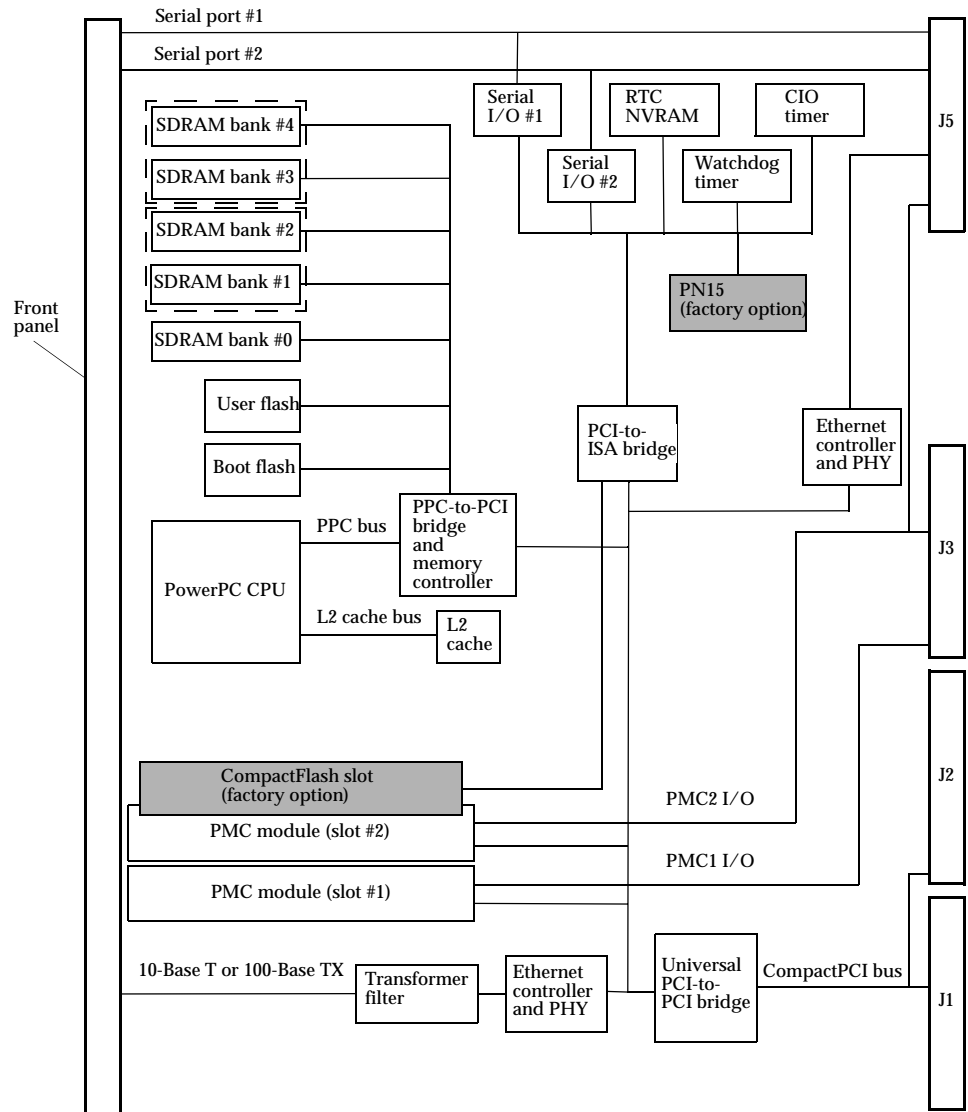 Serial port #1
Serial port #2
Serial
I/O #1
RTC
NVRAM
CIO
timer
J5
SDRAM bank #4
Serial
I/O #2
Watchdog
timer
SDRAM bank #3
SDRAM bank #2
SDRAM bank #1
PN15
(factory option)
Front
panel
SDRAM bank #0
User flash
PCI-to-
ISA bridge
Ethernet
controller
and PHY
Boot flash
PPC bus
PPC-to-PCI
bridge
and
memory
controller
J3
PowerPC CPU
L2 cache bus
L2
cache
CompactFlash slot
(factory option)
J2
PMC2 I/O
PMC module (slot #2)
PMC1 I/O
PMC module (slot #1)
10-Base T or 100-Base TX
Transformer
filter
Ethernet
controller
and PHY
Universal
PCI-to-
PCI bridge
CompactPCI bus
J1